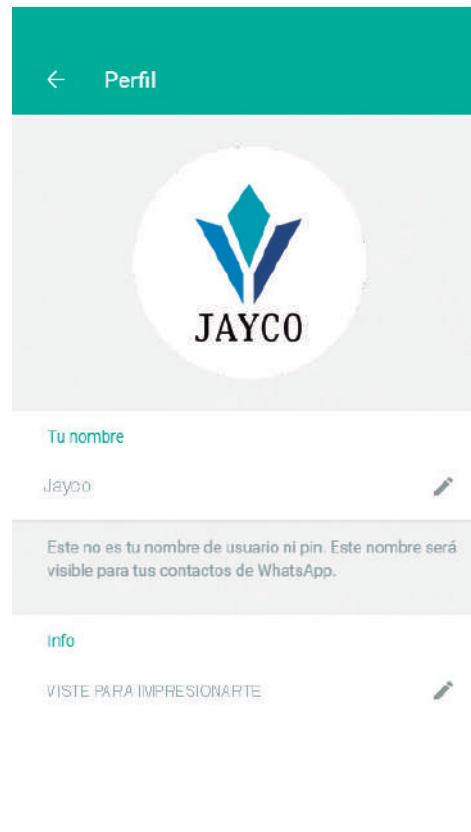 Perfil
JAYCO
Tu nombre
Jayco
Este no es tu nombre de usuario ni pin. Este nombre será
visible para tus contactos de WhatsApp.
Info
VISTE PARA IMPRESIONARTE